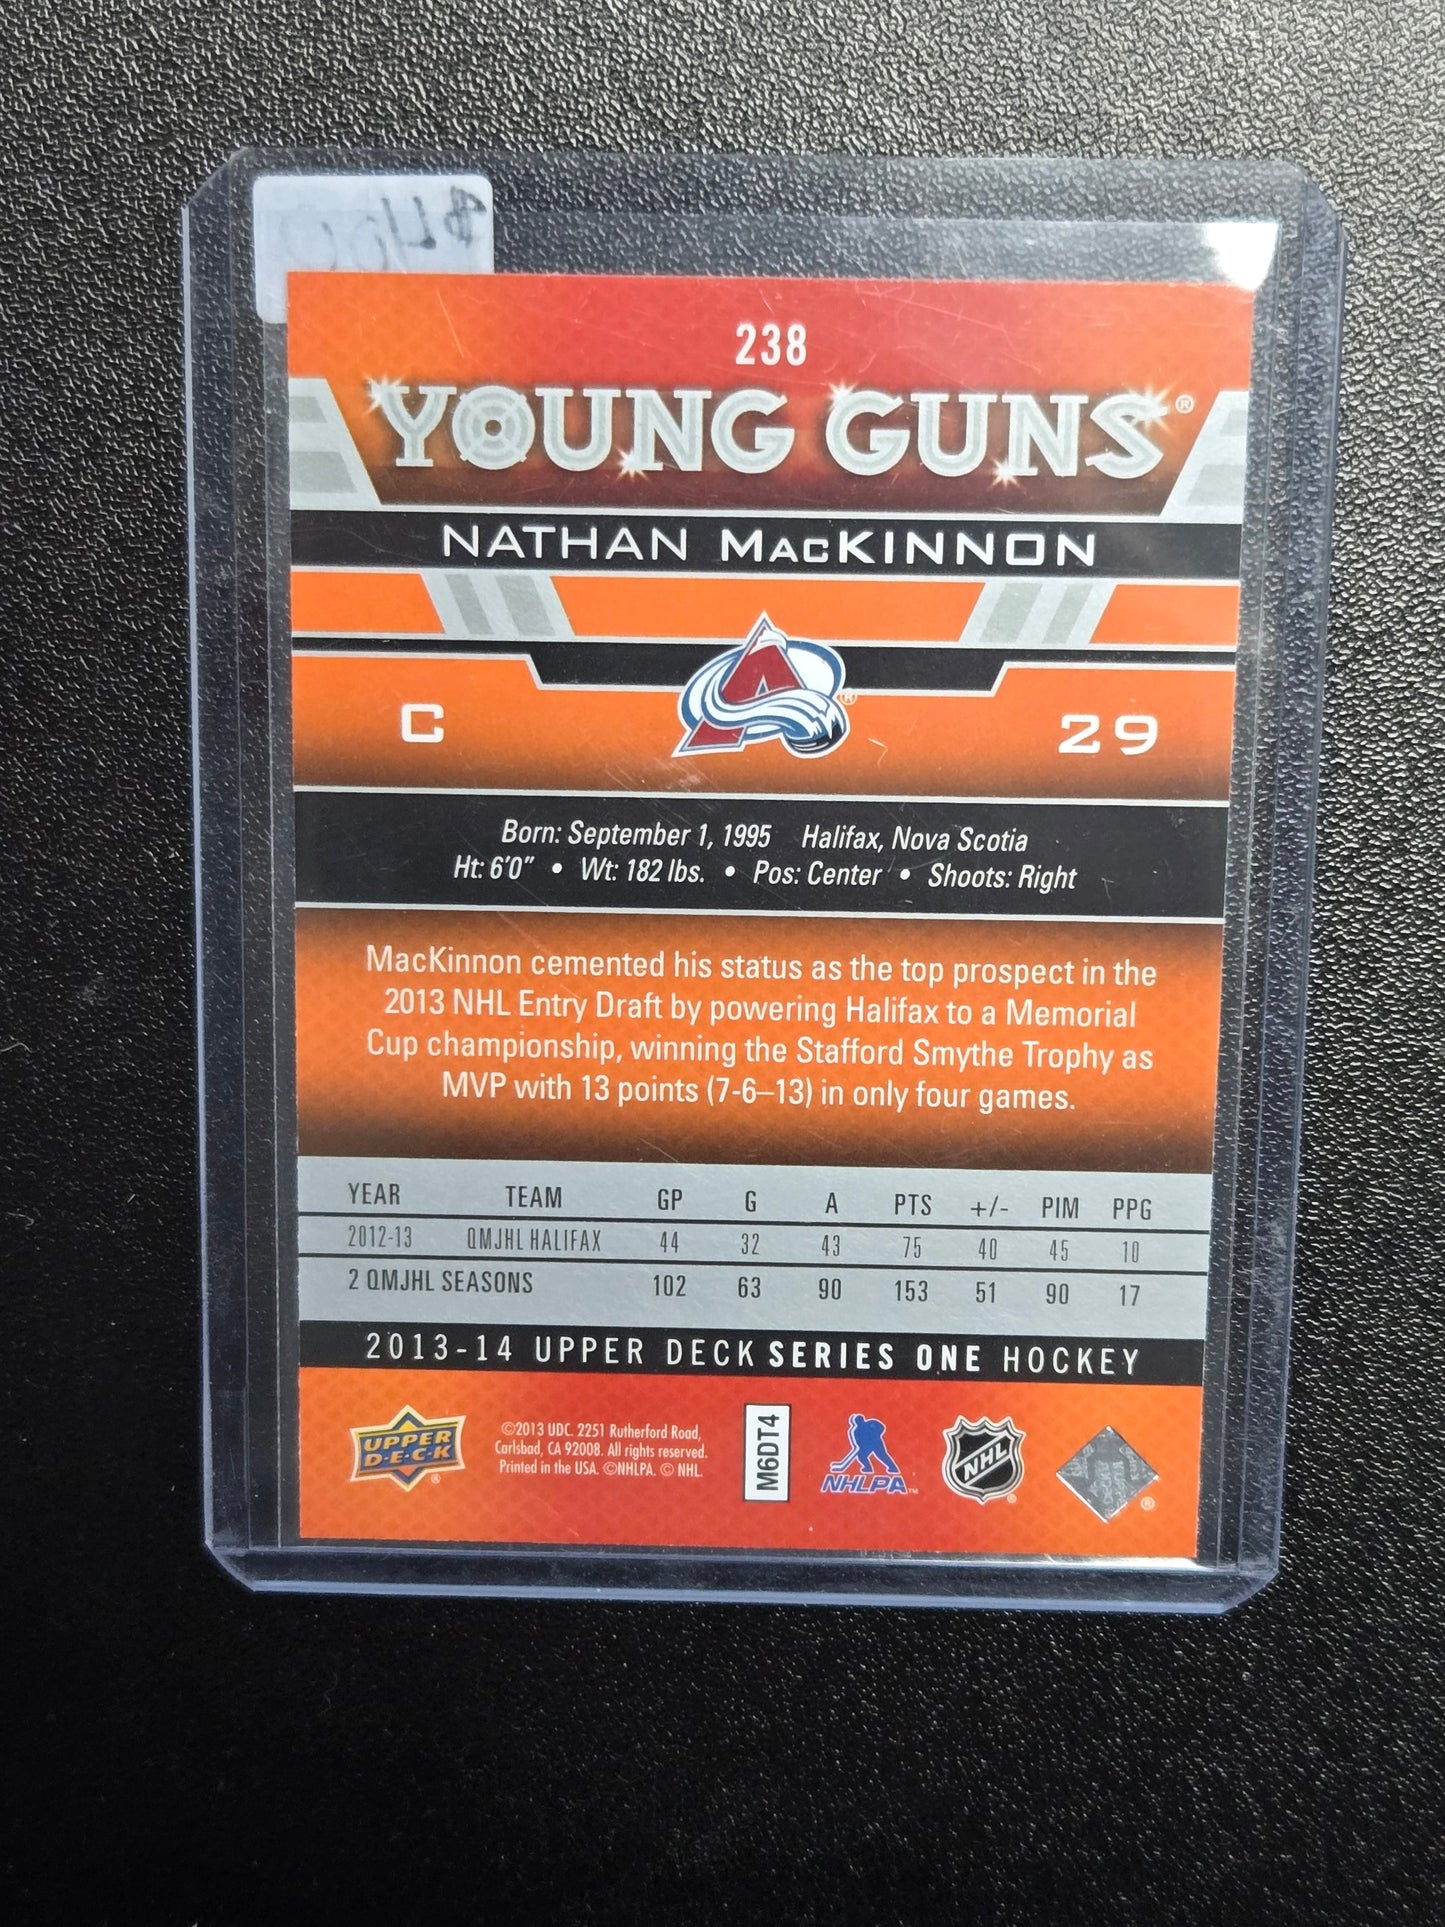 238
YOUNG GUNS®
NATHAN MacKINNON
C
29
Born: September 1, 1995 Halifax, Nova Scotia
Ht: 6'0" • Wt: 182 lbs. • Pos: Center • Shoots: Right
MacKinnon cemented his status as the top prospect in the
2013 NHL Entry Draft by powering Halifax to a Memorial
Cup championship, winning the Stafford Smythe Trophy as
MVP with 13 points (7-6–13) in only four games.
YEAR TEAM GP G A PTS +/- PIM PPG
2012-13 QMJHL HALIFAX 44 32 43 75 40 45 10
2 QMJHL SEASONS 102 63 90 153 51 90 17
2013-14 UPPER DECK SERIES ONE HOCKEY
UPPER
D·E·C·K
©2013 UDC. 2251 Rutherford Road,
Carlsbad, CA 92008. All rights reserved.
Printed in the USA. ©NHLPA. © NHL.
M6DT4
NHLPA™
NHL